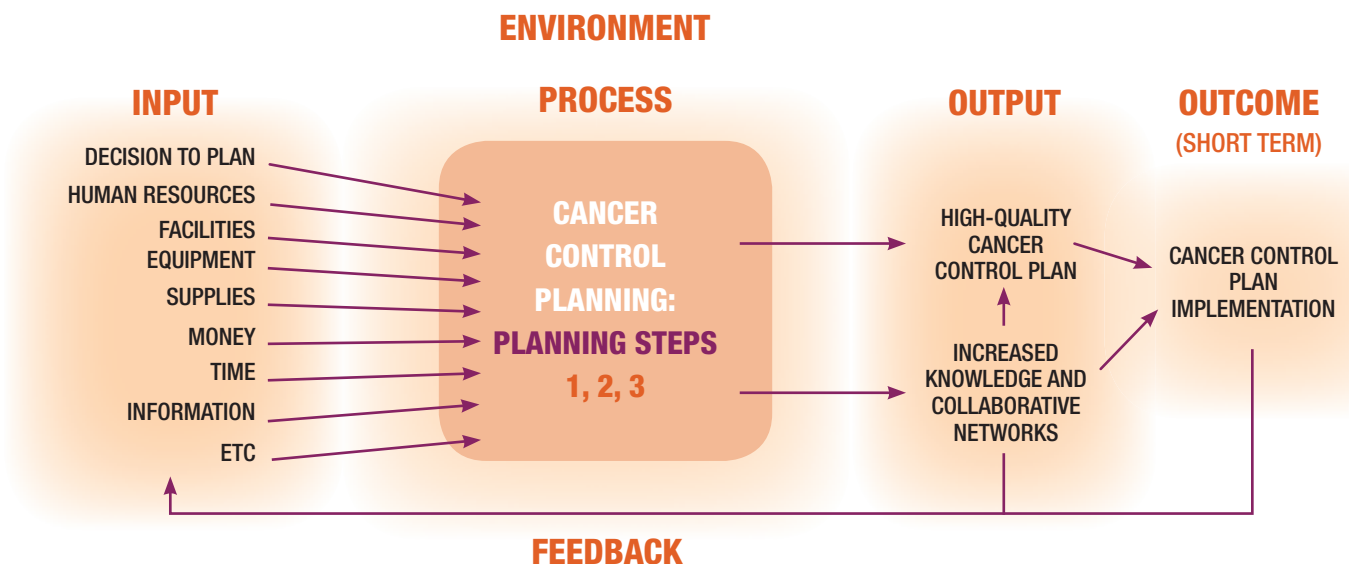 ENVIRONMENT
INPUT
DECISION TO PLAN
HUMAN RESOURCES
FACILITIES
EQUIPMENT
SUPPLIES
MONEY
TIME
INFORMATION
ETC
PROCESS
CANCER
CONTROL
PLANNING:
PLANNING STEPS
1, 2, 3
OUTPUT
HIGH-QUALITY
CANCER
CONTROL PLAN
INCREASED
KNOWLEDGE AND
COLLABORATIVE
NETWORKS
OUTCOME
(SHORT TERM)
CANCER CONTROL
PLAN
IMPLEMENTATION
FEEDBACK